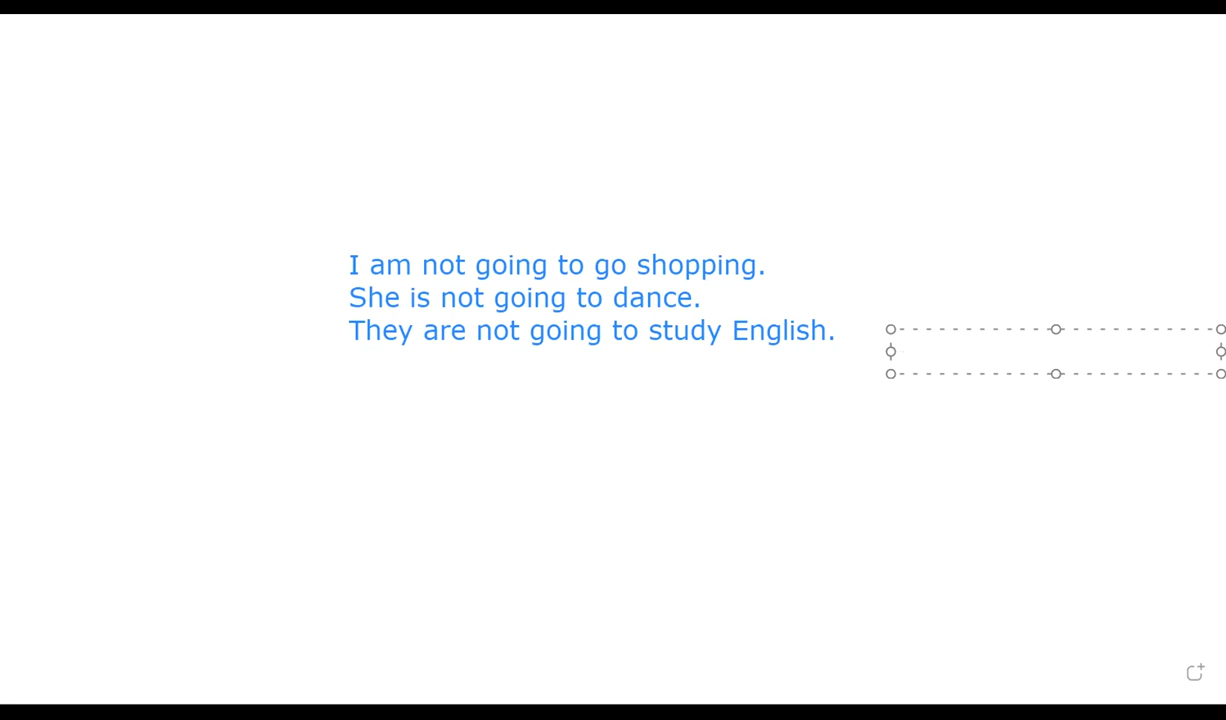 I am not going to go shopping.
She is not going to dance.
They are not going to study English.